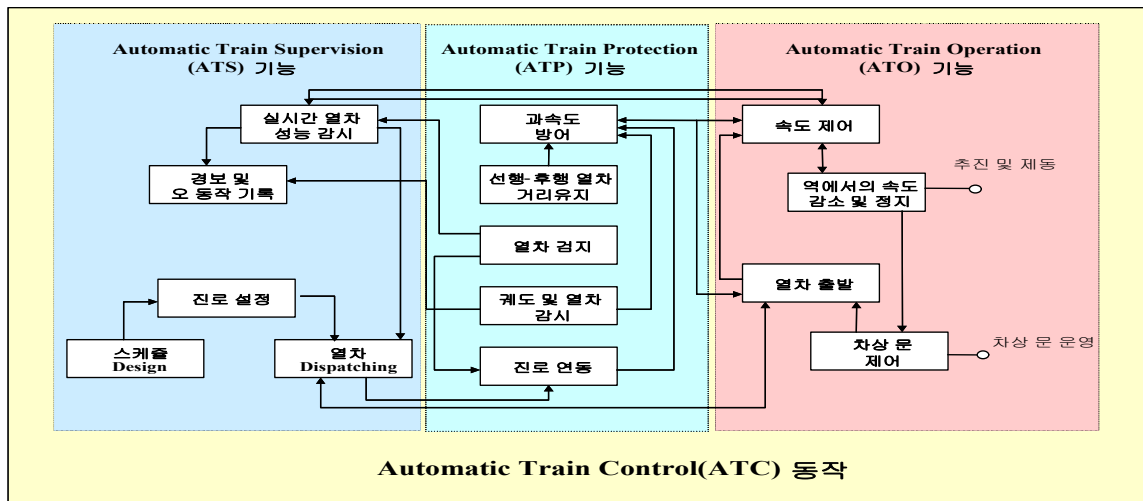 Automatic Train Supervision
(ATS) 기능
실시간 열차
성능 감시
경보 및
오 동작 기록
진로 설정
스케쥴
Design
열차
Dispatching
Automatic Train Protection
(ATP) 기능
과속도
방어
선행-후행 열차
거리유지
열차 검지
궤도 및 열차
감시
진로 연동
Automatic Train Operation
(ATO) 기능
속도 제어
추진 및 제동
역에서의 속도
감소 및 정지
열차 출발
차상 문
제어
차상 문 운영
Automatic Train Control(ATC) 동작